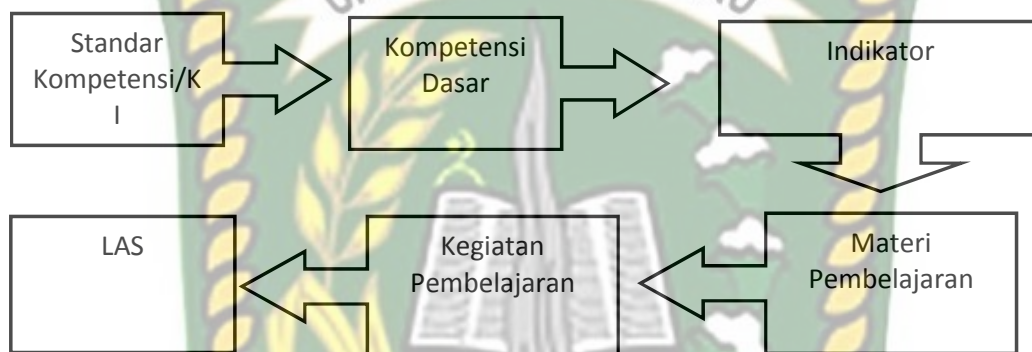 Standar
Kompetensi/K
I
Kompetensi
Dasar
Indikator
LAS
Kegiatan
Pembelajaran
Materi
Pembelajaran